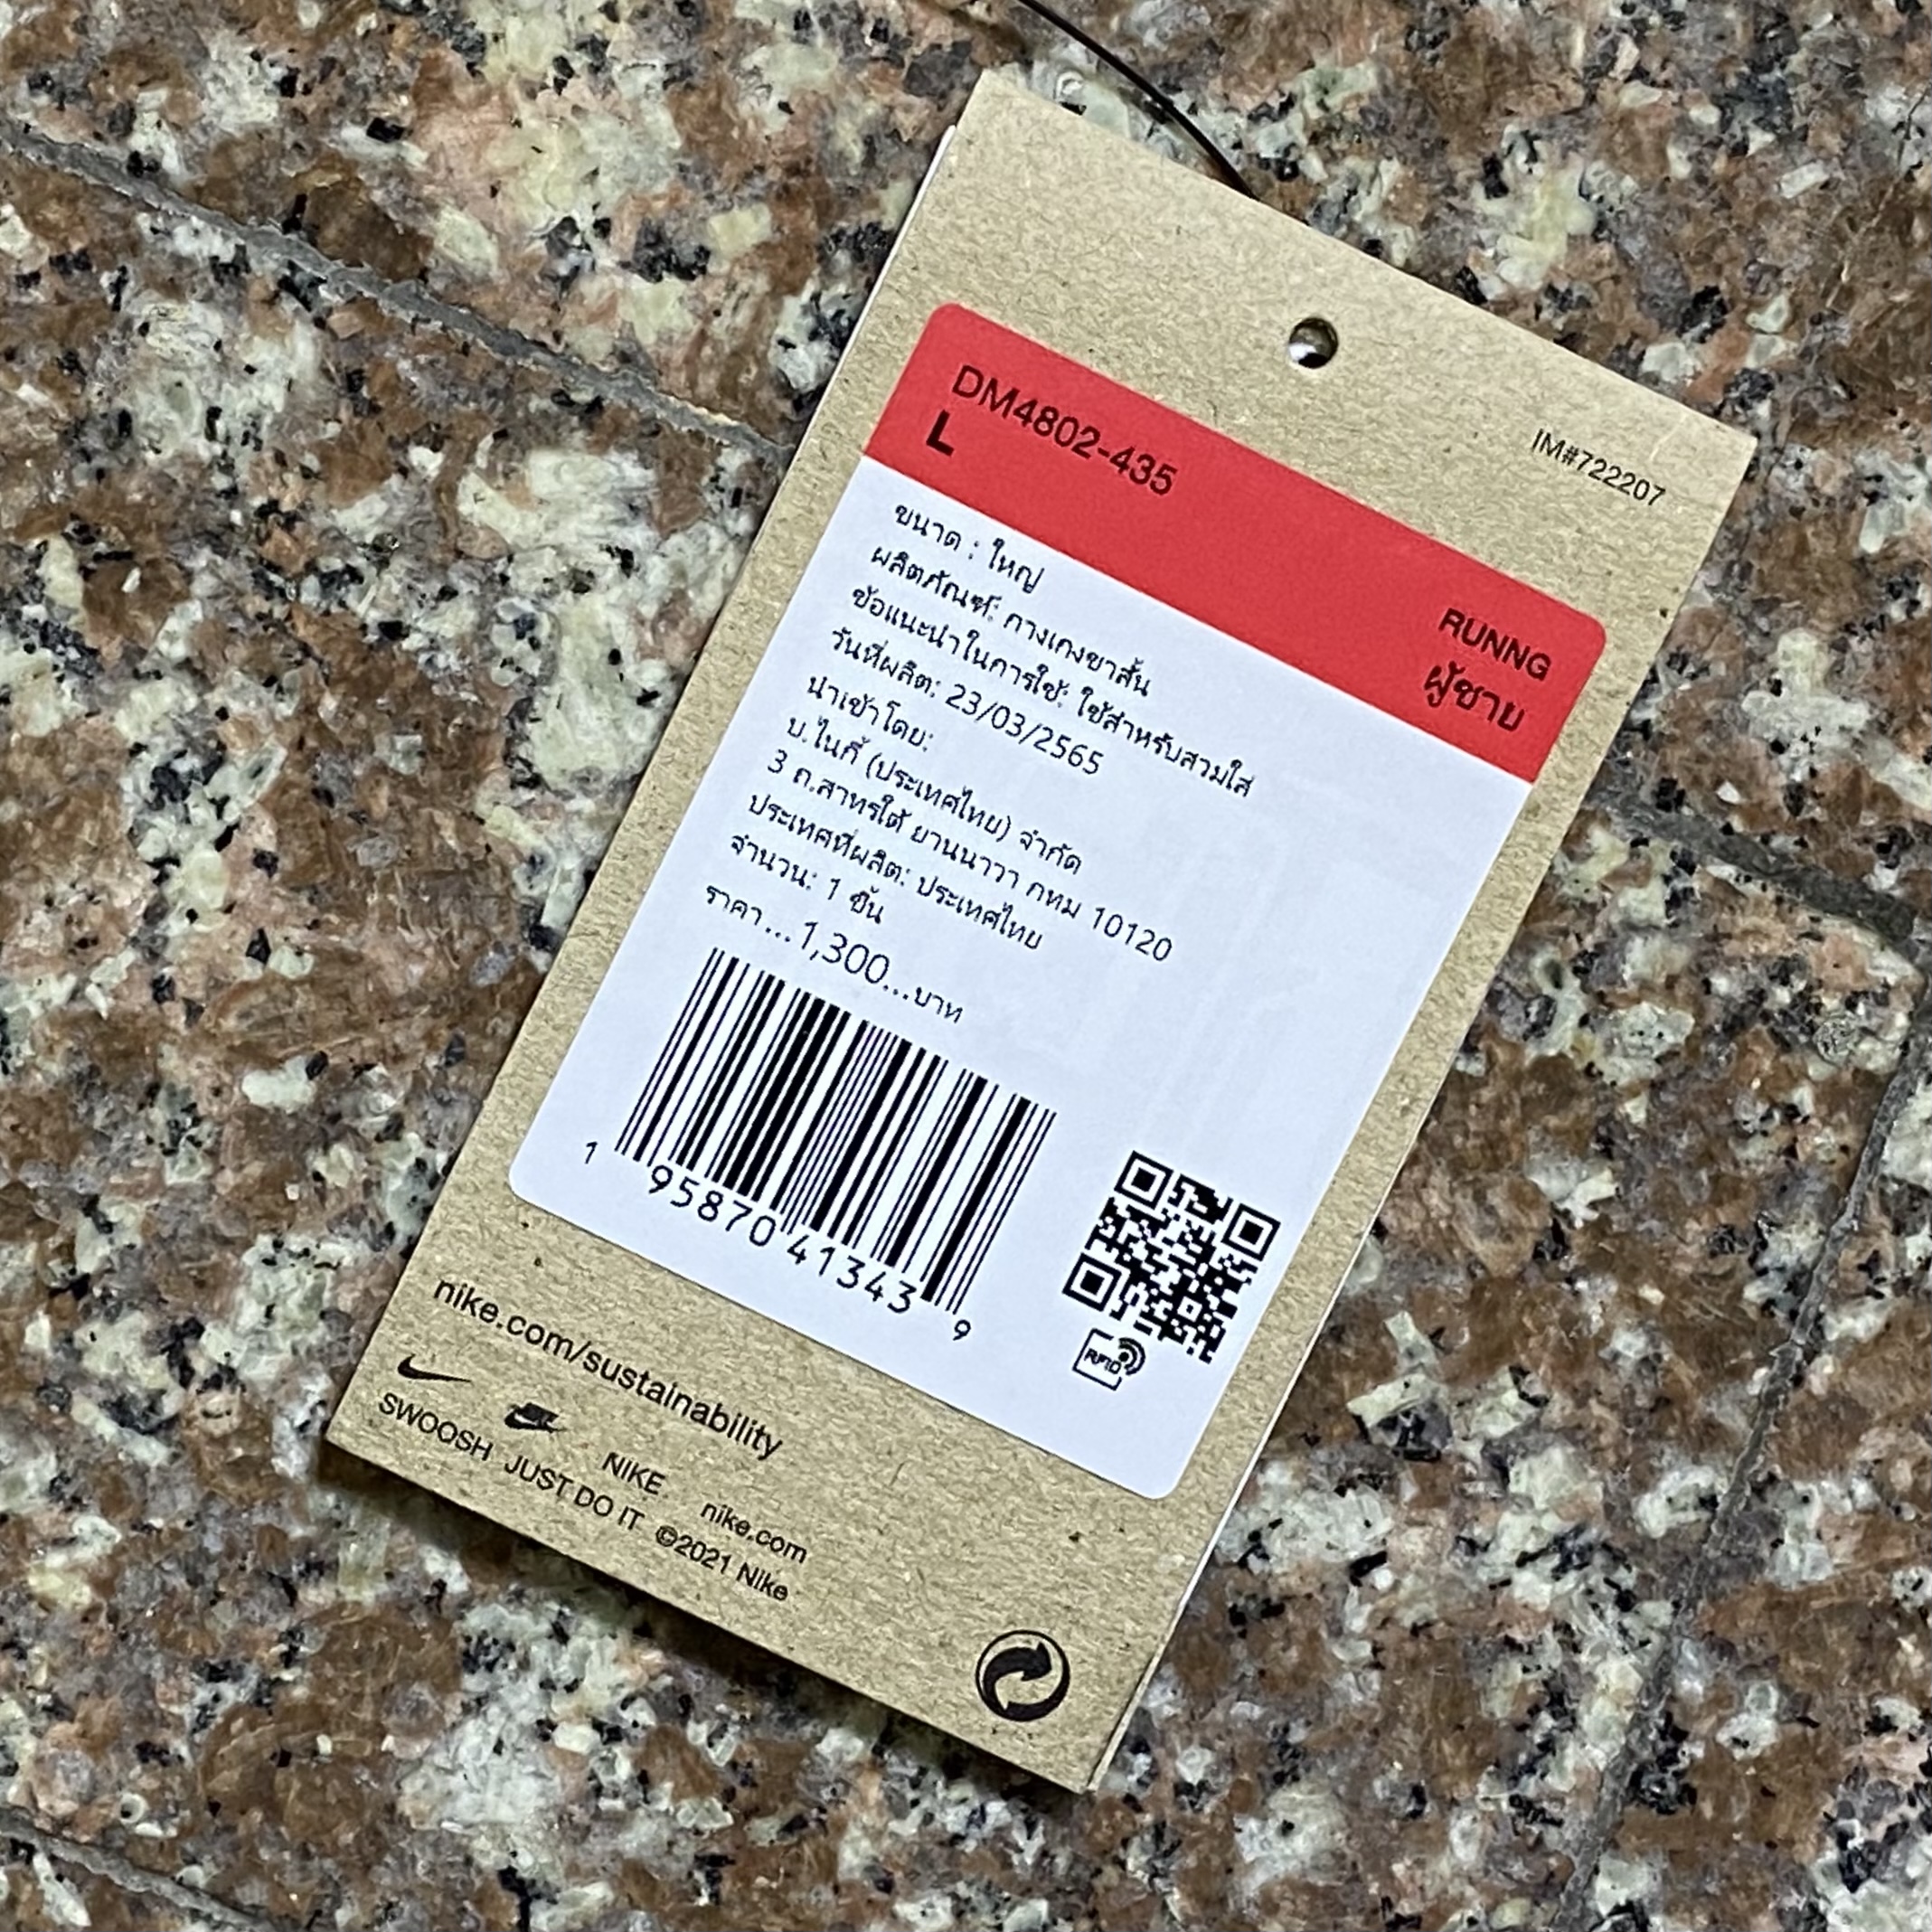 IM#722207
DM4802-435
L
RUNNG
ผู้ชาย
ขนาด : ใหญ่
ผลิตภัณฑ์: กางเกงขาสั้น
ข้อแนะนำในการใช้: ใช้สำหรับสวมใส่
วันที่ผลิต: 23/03/2565
นำเข้าโดย:
บ.ไนกี้ (ประเทศไทย) จำกัด
3 ถ.สาทรใต้ ยานนาวา กทม 10120
ประเทศที่ผลิต: ประเทศไทย
จำนวน: 1 ชิ้น
ราคา...1,300...บาท
1 95870 41343 9
RFID
nike.com/sustainability
NIKE nike.com
SWOOSH JUST DO IT ©2021 Nike